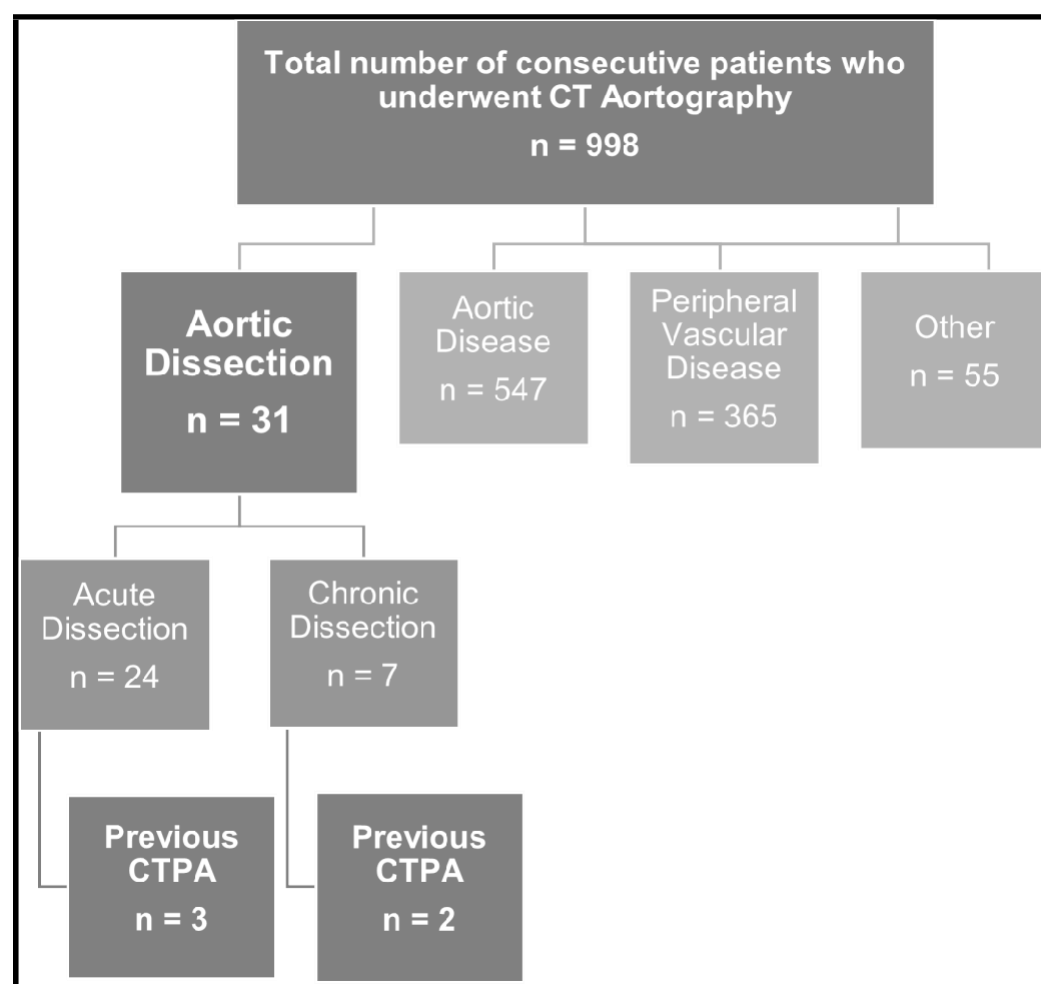 Total number of consecutive patients who
underwent CT Aortography
n = 998
Aortic
Dissection
n = 31
Aortic
Disease
n = 547
Peripheral
Vascular
Disease
n = 365
Other
n = 55
Acute
Dissection
n = 24
Chronic
Dissection
n = 7
Previous
CTPA
n = 3
Previous
CTPA
n = 2